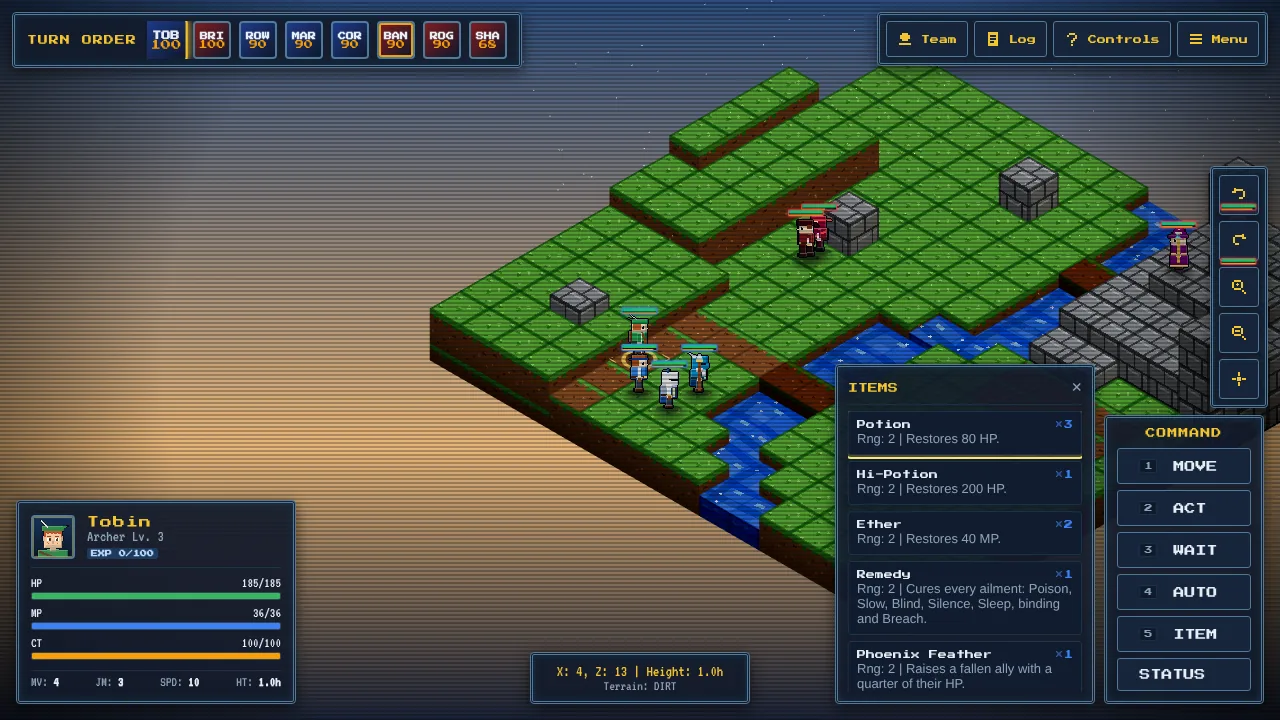 TURN ORDER
TOB
100
BRI
100
ROW
90
MAR
90
COR
90
BAN
90
ROG
90
SHA
68
Team
Log
? Controls
Menu
ITEMS
×
Potion ×3
Rng: 2 | Restores 80 HP.
Hi-Potion ×1
Rng: 2 | Restores 200 HP.
Ether ×2
Rng: 2 | Restores 40 MP.
Remedy ×1
Rng: 2 | Cures every ailment: Poison,
Slow, Blind, Silence, Sleep, binding
and Breach.
Phoenix Feather ×1
Rng: 2 | Raises a fallen ally with a
quarter of their HP.
COMMAND
1 MOVE
2 ACT
3 WAIT
4 AUTO
5 ITEM
STATUS
Tobin
Archer Lv. 3
EXP 0/100
HP 185/185
MP 36/36
CT 100/100
MV: 4 JM: 3 SPD: 10 HT: 1.0h
X: 4, Z: 13 | Height: 1.0h
Terrain: DIRT